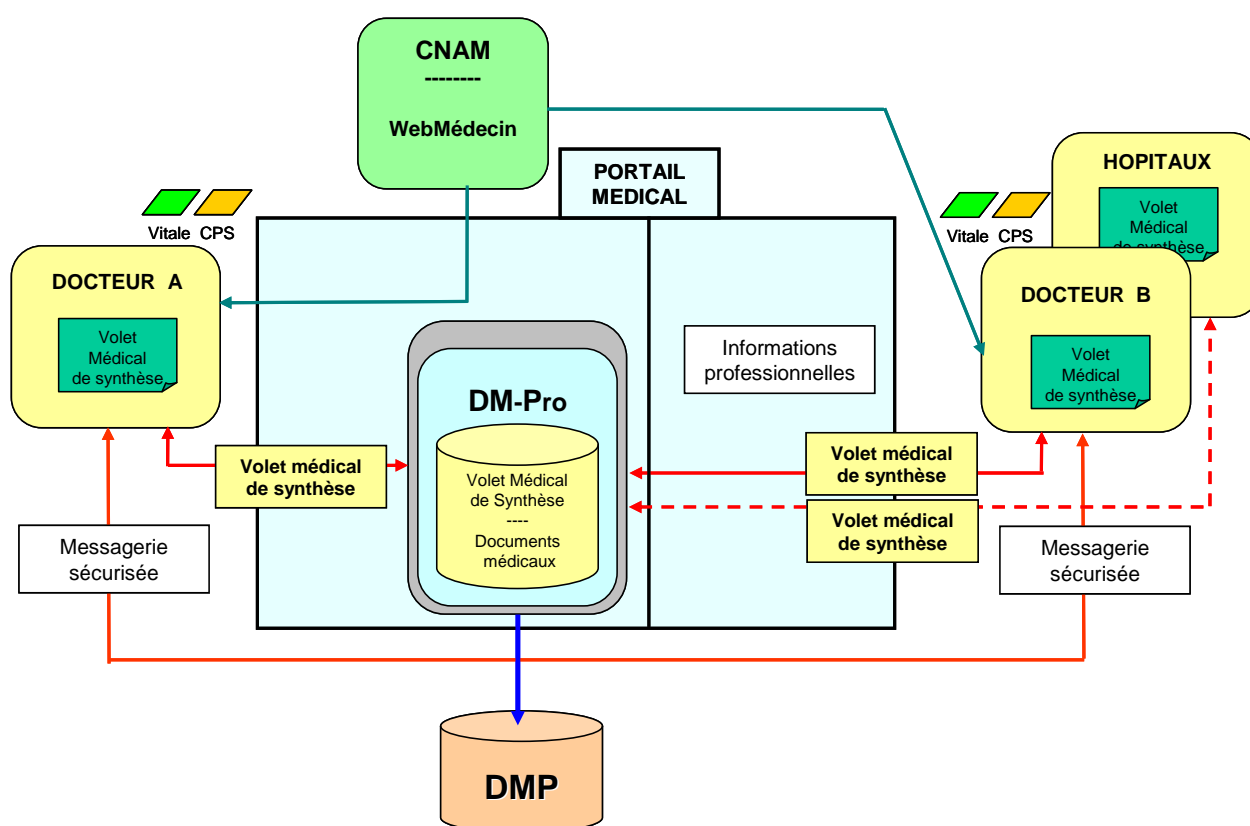 CNAM
--------
WebMédecin
PORTAIL
MEDICAL
HOPITAUX
Volet
Médical
de synthèse
Vitale CPS
Vitale CPS
DOCTEUR A
Volet
Médical
de synthèse
DOCTEUR B
Volet
Médical
de synthèse
Informations
professionnelles
DM-Pro
Volet Médical
de Synthèse
----
Documents
médicaux
Volet médical
de synthèse
Volet médical
de synthèse
Volet médical
de synthèse
Messagerie
sécurisée
Messagerie
sécurisée
DMP